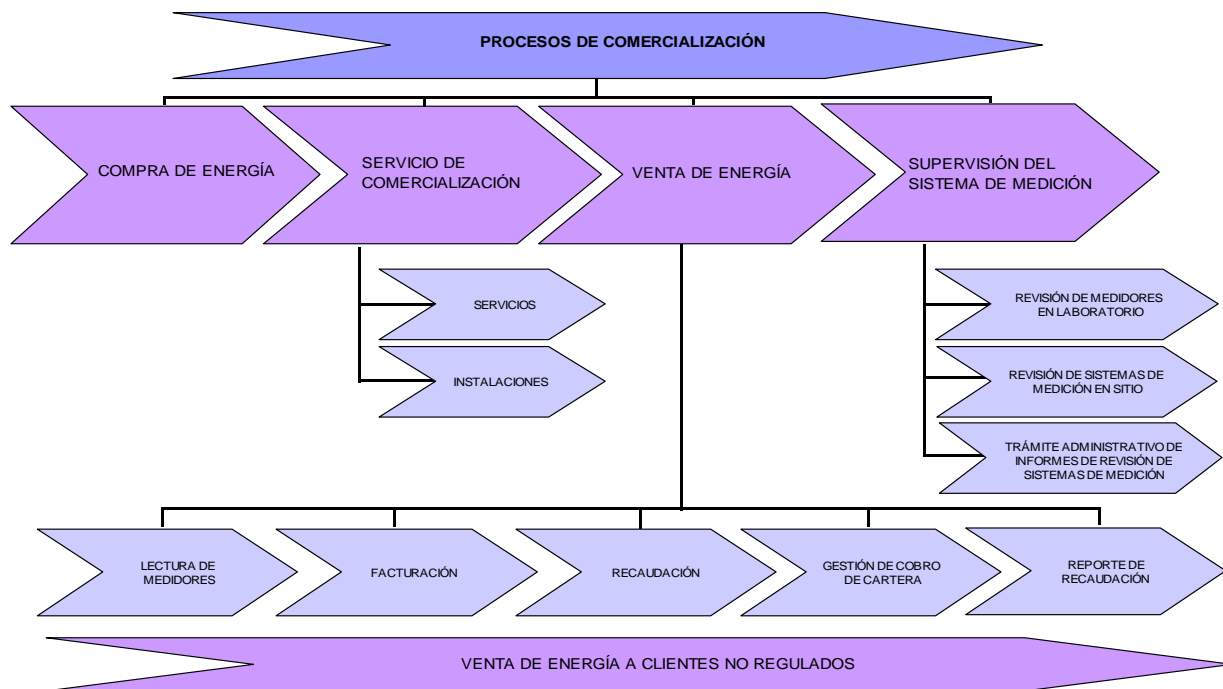 PROCESOS DE COMERCIALIZACIÓN
COMPRA DE ENERGÍA
SERVICIO DE
COMERCIALIZACIÓN
VENTA DE ENERGÍA
SUPERVISIÓN DEL
SISTEMA DE MEDICIÓN
SERVICIOS
INSTALACIONES
REVISIÓN DE MEDIDORES
EN LABORATORIO
REVISIÓN DE SISTEMAS DE
MEDICIÓN EN SITIO
TRÁMITE ADMINISTRATIVO DE
INFORMES DE REVISIÓN DE
SISTEMAS DE MEDICIÓN
LECTURA DE
MEDIDORES
FACTURACIÓN
RECAUDACIÓN
GESTIÓN DE COBRO
DE CARTERA
REPORTE DE
RECAUDACIÓN
VENTA DE ENERGÍA A CLIENTES NO REGULADOS